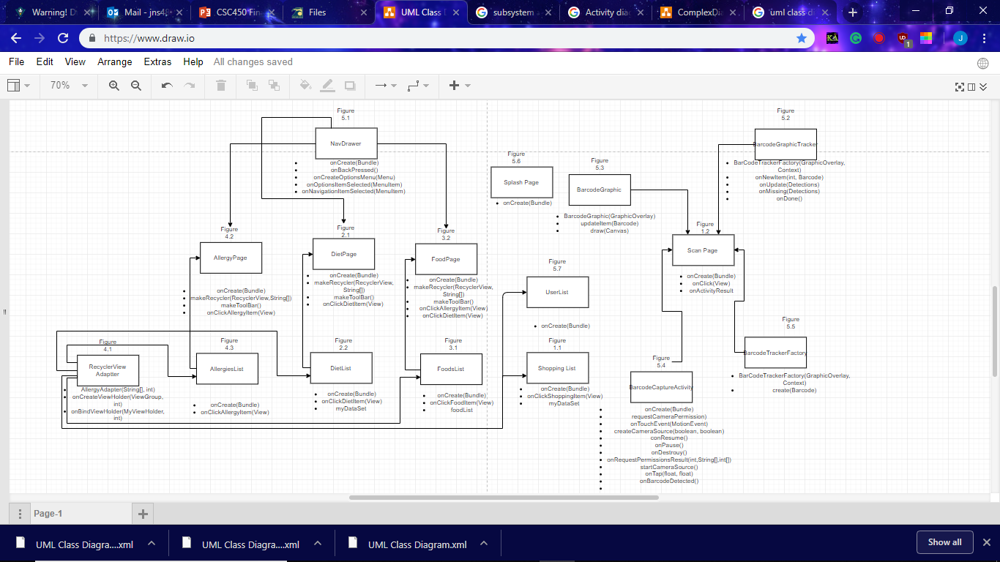 Warning! D
Mail - jns48
CSC450 Fin
Files
UML Class D
subsystem
Activity dia
ComplexDia
uml class d
https://www.draw.io
1
J
File Edit View Arrange Extras Help All changes saved
70%
Figure
5.1
NavDrawer
onCreate(Bundle)
onBackPressed()
onCreateOptionsMenu(Menu)
onOptionsItemSelected(MenuItem)
onNavigationItemSelected(MenuItem)
Figure
5.6
Splash Page
onCreate(Bundle)
Figure
5.3
BarcodeGraphic
BarcodeGraphic(GraphicOverlay)
updateItem(Barcode)
draw(Canvas)
Figure
5.2
BarcodeGraphicTracker
BarCodeTrackerFactory(GraphicOverlay,
Context)
onNewItem(int, Barcode)
onUpdate(Detections)
onMissing(Detections)
onDone()
Figure
4.2
AllergyPage
onCreate(Bundle)
makeRecycler(RecyclerView,String[])
makeToolBar()
onClickAllergyItem(View)
Figure
2.1
DietPage
onCreate(Bundle)
makeRecycler(RecyclerView,
String[])
makeToolBar()
onClickDietItem(View)
Figure
3.2
FoodPage
onCreate(Bundle)
makeRecycler(RecyclerView,
String[])
makeToolBar()
onClickAllergyItem(View)
onClickDietItem(View)
Figure
1.2
Scan Page
onCreate(Bundle)
onClick(View)
onActivityResult
Figure
5.7
UserList
onCreate(Bundle)
Figure
4.1
RecyclerView
Adaptter
AllergyAdapter(String[], int)
onCreateViewHolder(ViewGroup,
int)
onBindViewHolder(MyViewHolder,
int)
Figure
4.3
AllergiesList
onCreate(Bundle)
onClickAllergyItem(View)
Figure
2.2
DietList
onCreate(Bundle)
onClickDietItem(View)
myDataSet
Figure
3.1
FoodsList
onCreate(Bundle)
onClickFoodItem(View)
foodList
Figure
1.1
Shopping List
onCreate(Bundle)
onClickShoppingItem(View)
myDataSet
Figure
5.4
BarcodeCaptureActivity
onCreate(Bundle)
requestCameraPermission)
onTouchEvent(MotionEvent)
createCameraSource(boolean, boolean)
conResume()
onPause()
onDestrouy()
onRequestPermissionsResult(int,String[],int[])
startCameraSource()
onTap(float, float)
onBarcodeDetected()
Figure
5.5
BarcodeTrackerFactory
BarCodeTrackerFactory(GraphicOverlay,
Context)
create(Barcode)
Page-1
UML Class Diagra....xml
UML Class Diagra....xml
UML Class Diagram.xml
Show all